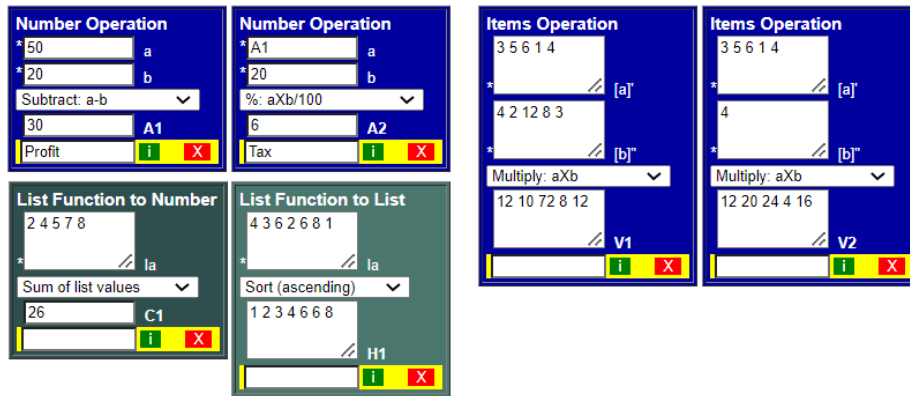 Number Operation
*50 a
*20 b
Subtract: a-b
30 A1
Profit i X
Number Operation
*A1 a
*20 b
%: aXb/100
6 A2
Tax i X
List Function to Number
2 4 5 7 8
* la
Sum of list values
26 C1
i X
List Function to List
4 3 6 2 6 8 1
* la
Sort (ascending)
1 2 3 4 6 6 8
H1
i X
Items Operation
3 5 6 1 4
* [a]'
4 2 12 8 3
* [b]"
Multiply: aXb
12 10 72 8 12
V1
i X
Items Operation
3 5 6 1 4
* [a]'
4
* [b]"
Multiply: aXb
12 20 24 4 16
V2
i X